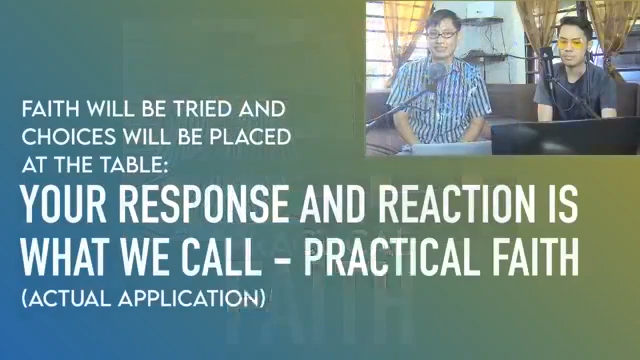 FAITH WILL BE TRIED AND
CHOICES WILL BE PLACED
AT THE TABLE:
YOUR RESPONSE AND REACTION IS
WHAT WE CALL - PRACTICAL FAITH
(ACTUAL APPLICATION)
FAITH